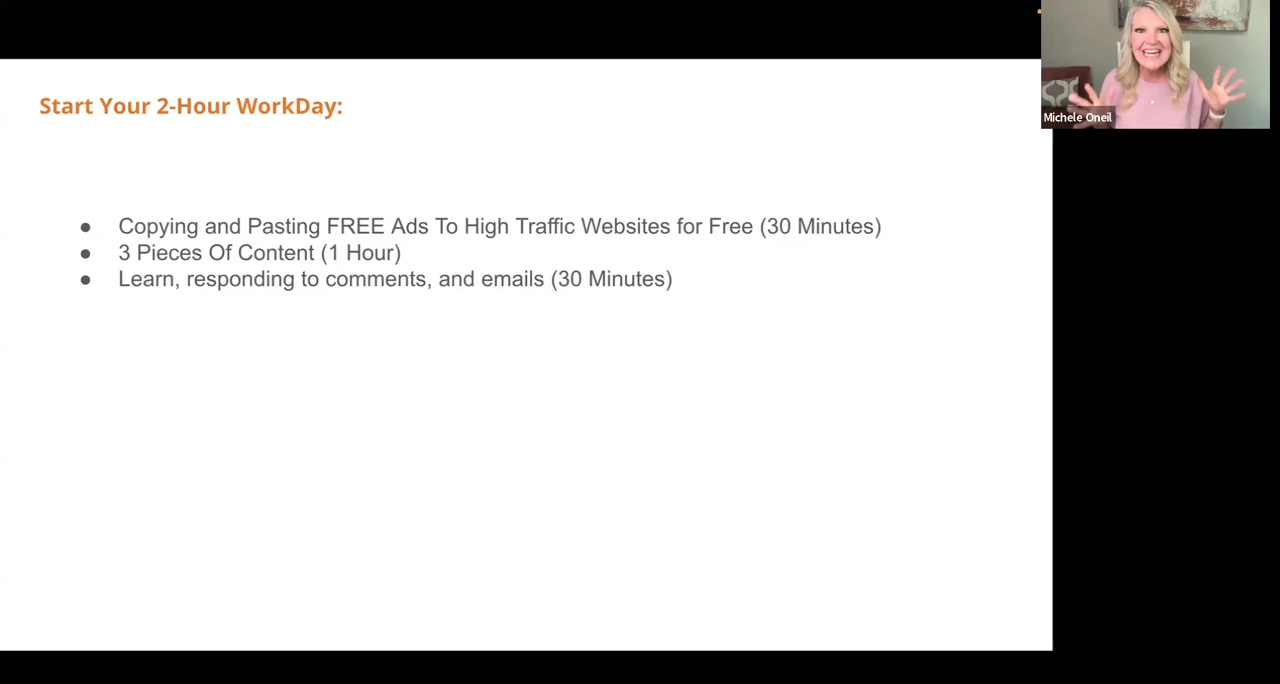 Start Your 2-Hour WorkDay:
● Copying and Pasting FREE Ads To High Traffic Websites for Free (30 Minutes)
● 3 Pieces Of Content (1 Hour)
● Learn, responding to comments, and emails (30 Minutes)
Michele Oneil